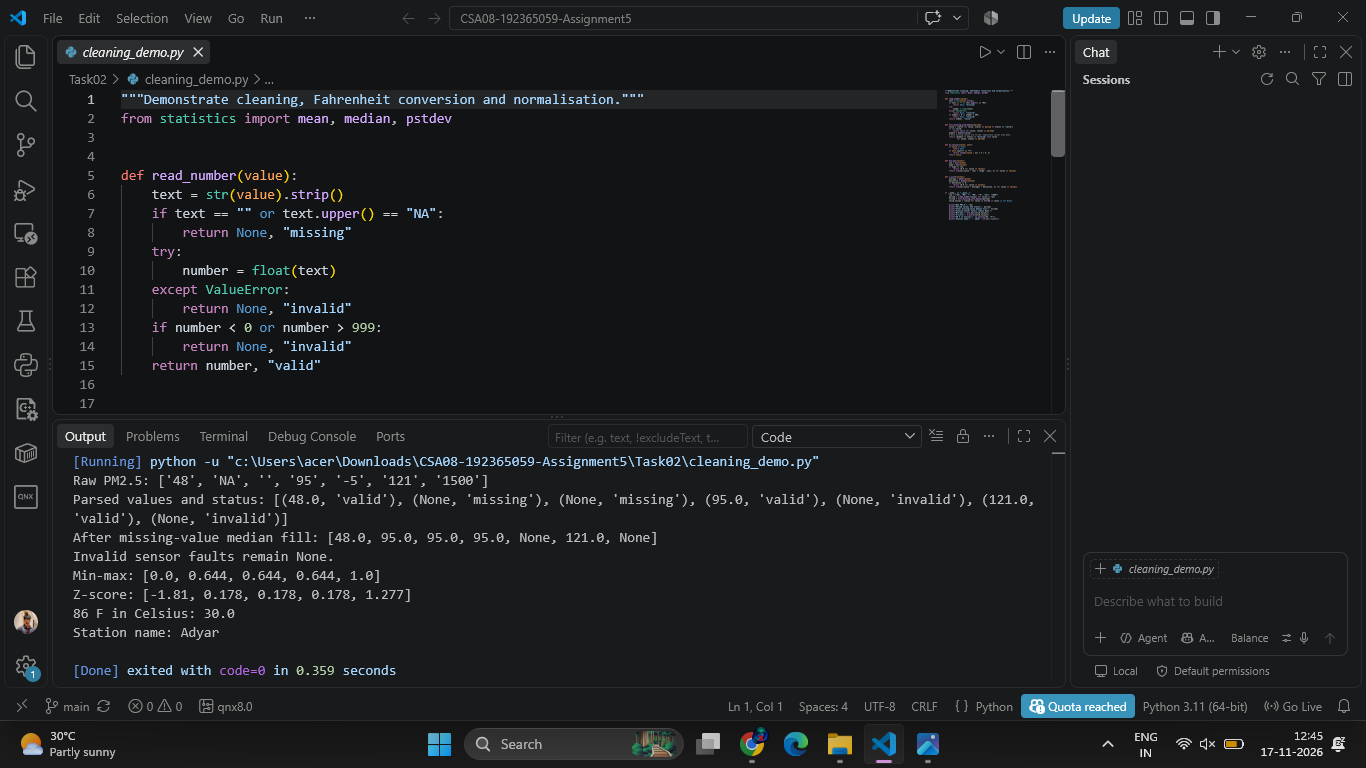 File Edit Selection View Go Run ··· CSA08-192365059-Assignment5 Update
cleaning_demo.py
Task02 > cleaning_demo.py > ...
1 """Demonstrate cleaning, Fahrenheit conversion and normalisation."""
2 from statistics import mean, median, pstdev
3
4
5 def read_number(value):
6 text = str(value).strip()
7 if text == "" or text.upper() == "NA":
8 return None, "missing"
9 try:
10 number = float(text)
11 except ValueError:
12 return None, "invalid"
13 if number < 0 or number > 999:
14 return None, "invalid"
15 return number, "valid"
16
17
Output Problems Terminal Debug Console Ports Filter (e.g. text, !excludeText, t... Code
[Running] python -u "c:\Users\acer\Downloads\CSA08-192365059-Assignment5\Task02\cleaning_demo.py"
Raw PM2.5: ['48', 'NA', '', '95', '-5', '121', '1500']
Parsed values and status: [(48.0, 'valid'), (None, 'missing'), (None, 'missing'), (95.0, 'valid'), (None, 'invalid'), (121.0,
'valid'), (None, 'invalid')]
After missing-value median fill: [48.0, 95.0, 95.0, 95.0, None, 121.0, None]
Invalid sensor faults remain None.
Min-max: [0.0, 0.644, 0.644, 0.644, 1.0]
Z-score: [-1.81, 0.178, 0.178, 0.178, 1.277]
86 F in Celsius: 30.0
Station name: Adyar
[Done] exited with code=0 in 0.359 seconds
Chat
Sessions
cleaning_demo.py
Describe what to build
Agent A... Balance
Local Default permissions
QNX
1
main 0 0 qnx8.0 Ln 1, Col 1 Spaces: 4 UTF-8 CRLF {} Python Quota reached Python 3.11 (64-bit) Go Live
30°C
Partly sunny
Search
ENG
IN
12:45
17-11-2026